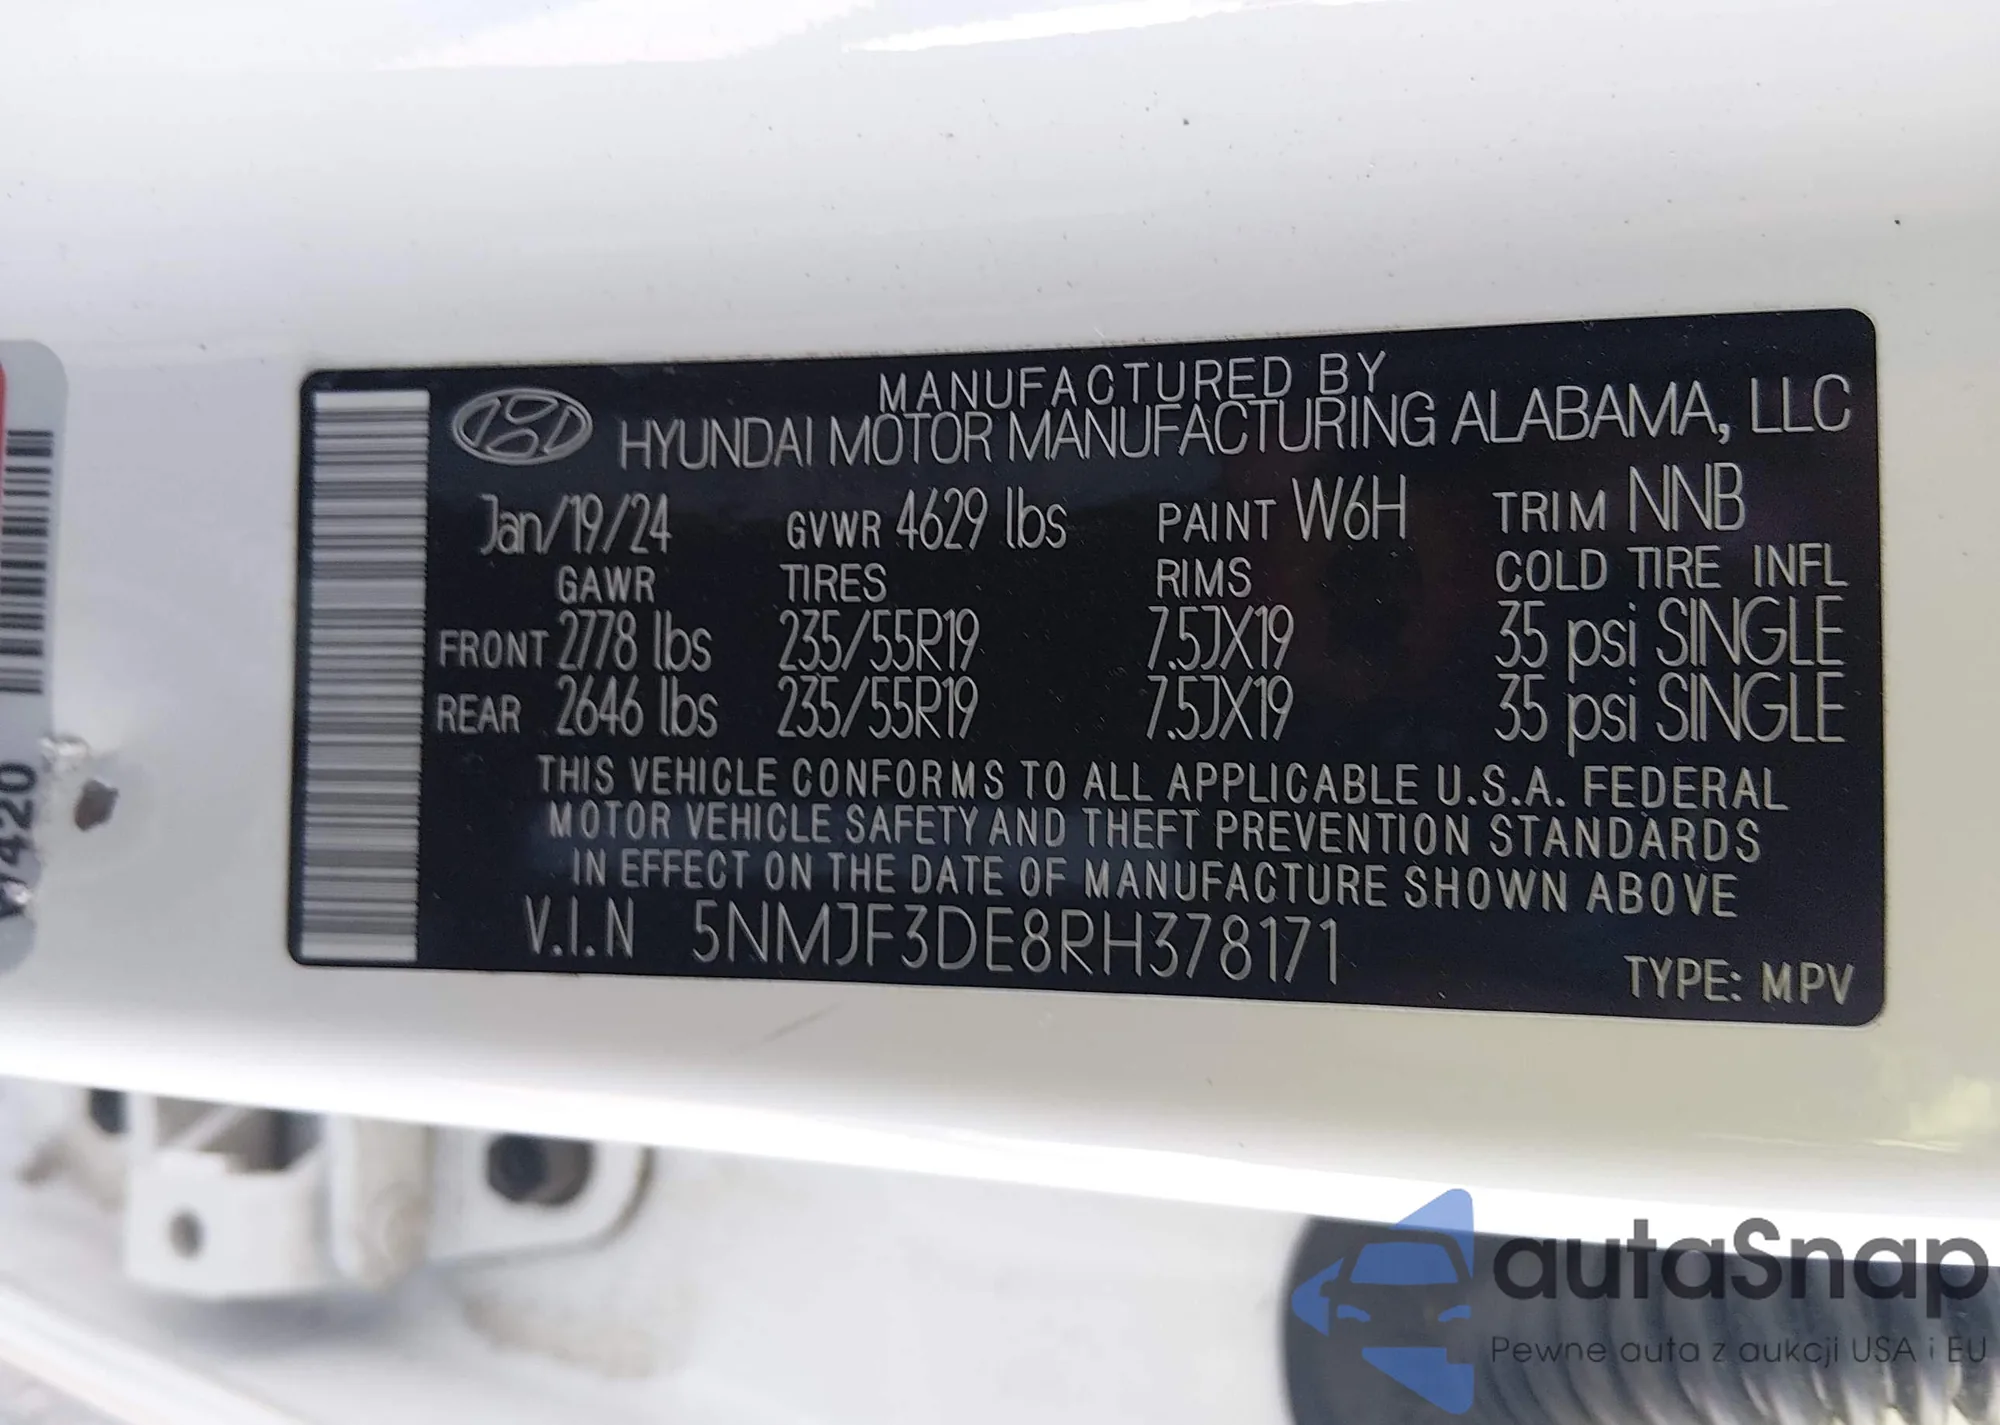 MANUFACTURED BY
HYUNDAI MOTOR MANUFACTURING ALABAMA, LLC
Jan/19/24 GVWR 4629 lbs PAINT W6H TRIM NNB
GAWR TIRES RIMS COLD TIRE INFL
FRONT 2778 lbs 235/55R19 7.5JX19 35 psi SINGLE
REAR 2646 lbs 235/55R19 7.5JX19 35 psi SINGLE
THIS VEHICLE CONFORMS TO ALL APPLICABLE U.S.A. FEDERAL
MOTOR VEHICLE SAFETY AND THEFT PREVENTION STANDARDS
IN EFFECT ON THE DATE OF MANUFACTURE SHOWN ABOVE
V.I.N 5NMJF3DE8RH378171
TYPE: MPV
autaSnap
Pewne auta z aukcji USA i EU